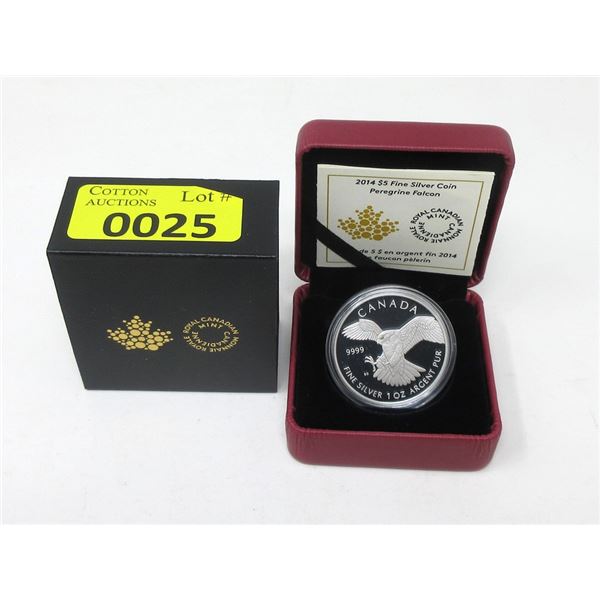 COTTON AUCTIONS Lot #
0025
ROYAL CANADIAN MINT
MONNAIE ROYALE CANADIENNE
2014 $5 Fine Silver Coin
Peregrine Falcon
ROYAL CANADIAN MINT
MONNAIE ROYALE CANADIENNE
de 5 $ en argent fin 2014
faucon pèlerin
CANADA
9999
FINE SILVER 1 OZ ARGENT PUR